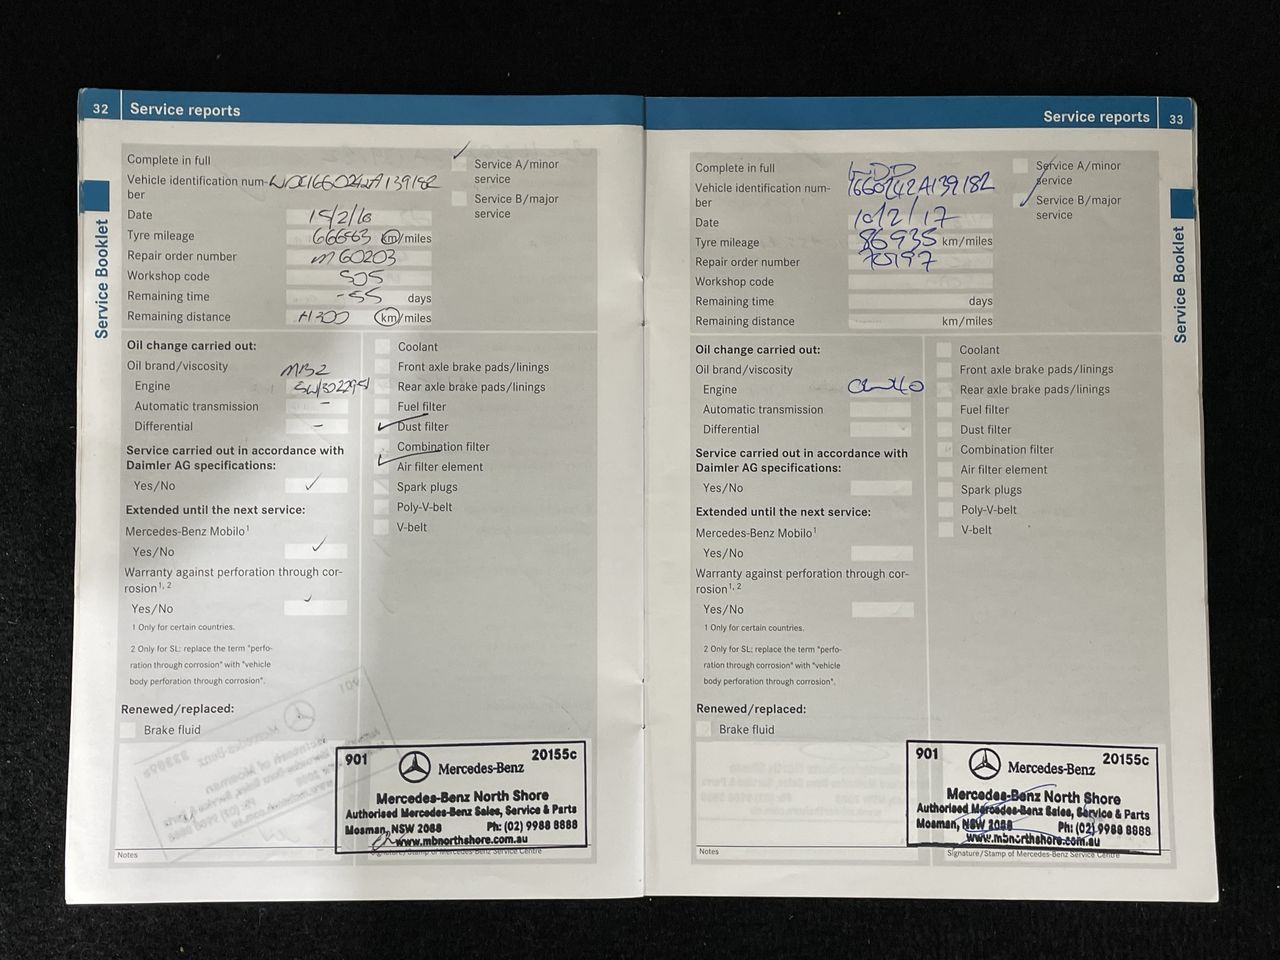 32 Service reports
Complete in full
Vehicle identification num-
ber
WDC1660242A139182
Date 15/2/16
Tyre mileage 66663 km/miles
Repair order number M60203
Workshop code 505
Remaining time -55 days
Remaining distance km/miles
Service A/minor
service
Service B/major
service
Service Booklet
Oil change carried out:
Oil brand/viscosity MB2
Engine
Automatic transmission -
Differential -
Service carried out in accordance with
Daimler AG specifications:
Yes/No ✓
Extended until the next service:
Mercedes-Benz Mobilo1
Yes/No ✓
Warranty against perforation through cor-
rosion1, 2
Yes/No ✓
1 Only for certain countries.
2 Only for SL: replace the term "perfo-
ration through corrosion" with "vehicle
body perforation through corrosion".
Renewed/replaced:
Brake fluid
Coolant
Front axle brake pads/linings
Rear axle brake pads/linings
Fuel filter
Dust filter
Combination filter
Air filter element
Spark plugs
Poly-V-belt
V-belt
901 Mercedes-Benz 20155c
Mercedes-Benz North Shore
Authorised Mercedes-Benz Sales, Service & Parts
Mosman, NSW 2088 Ph: (02) 9988 8888
www.mbnorthshore.com.au
Notes
Signature/Stamp of Mercedes-Benz Service Centre
Service reports 33
Complete in full
Vehicle identification num-
ber
WDD
1660242A139182
Date 10/2/17
Tyre mileage 86935 km/miles
Repair order number 70197
Workshop code
Remaining time days
Remaining distance km/miles
Service A/minor
service
Service B/major
service
Service Booklet
Oil change carried out:
Oil brand/viscosity
Engine
Automatic transmission
Differential
Service carried out in accordance with
Daimler AG specifications:
Yes/No
Extended until the next service:
Mercedes-Benz Mobilo1
Yes/No
Warranty against perforation through cor-
rosion1, 2
Yes/No
1 Only for certain countries.
2 Only for SL: replace the term "perfo-
ration through corrosion" with "vehicle
body perforation through corrosion".
Renewed/replaced:
Brake fluid
Coolant
Front axle brake pads/linings
Rear axle brake pads/linings
Fuel filter
Dust filter
Combination filter
Air filter element
Spark plugs
Poly-V-belt
V-belt
901 Mercedes-Benz 20155c
Mercedes-Benz North Shore
Authorised Mercedes-Benz Sales, Service & Parts
Mosman, NSW 2088 Ph: (02) 9988 8888
www.mbnorthshore.com.au
Notes
Signature/Stamp of Mercedes-Benz Service Centre